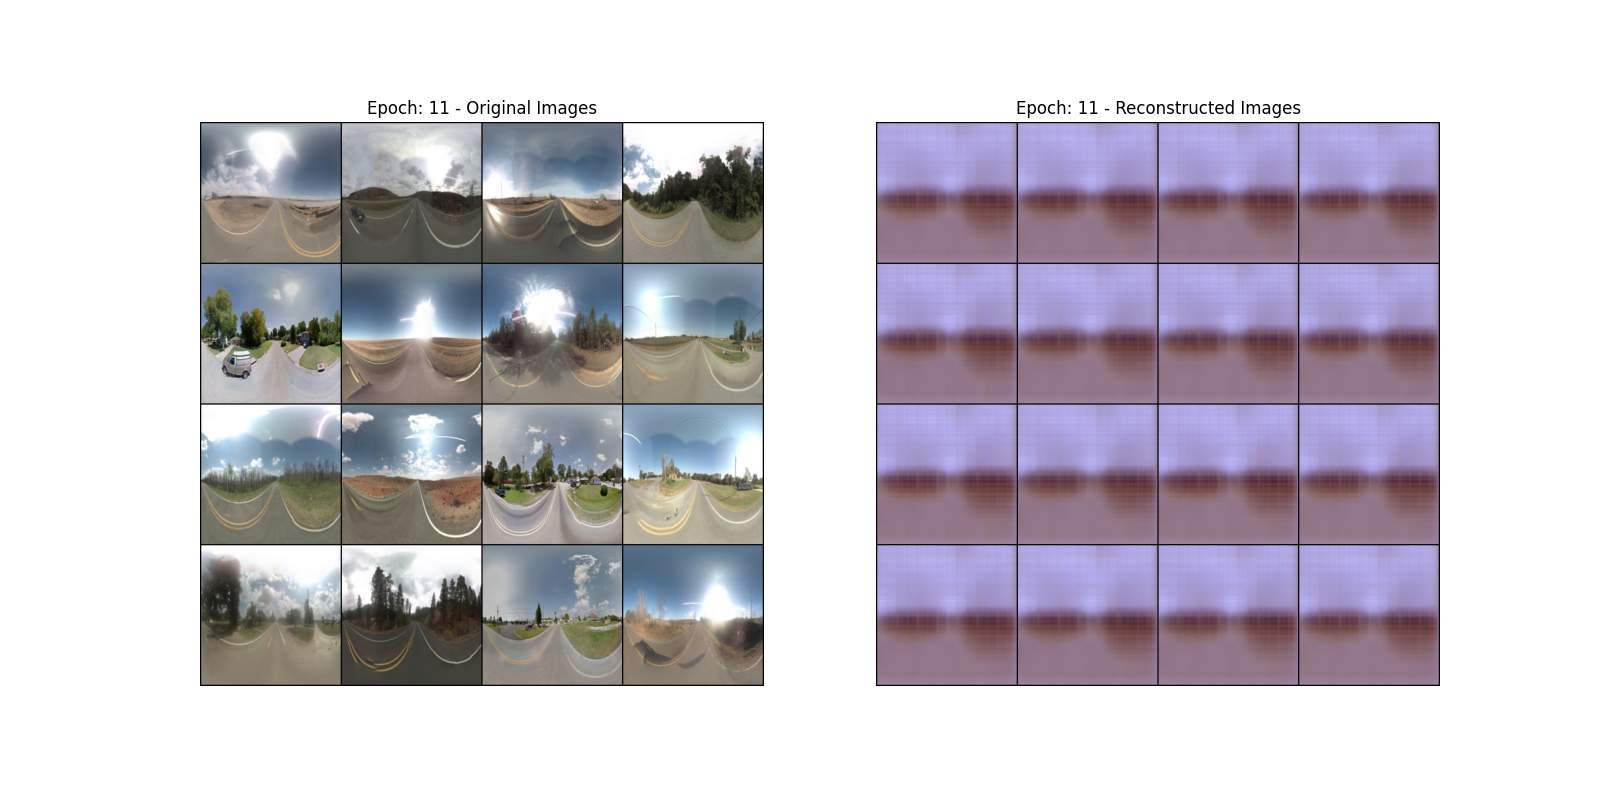 Epoch: 11 - Original Images
Epoch: 11 - Reconstructed Images